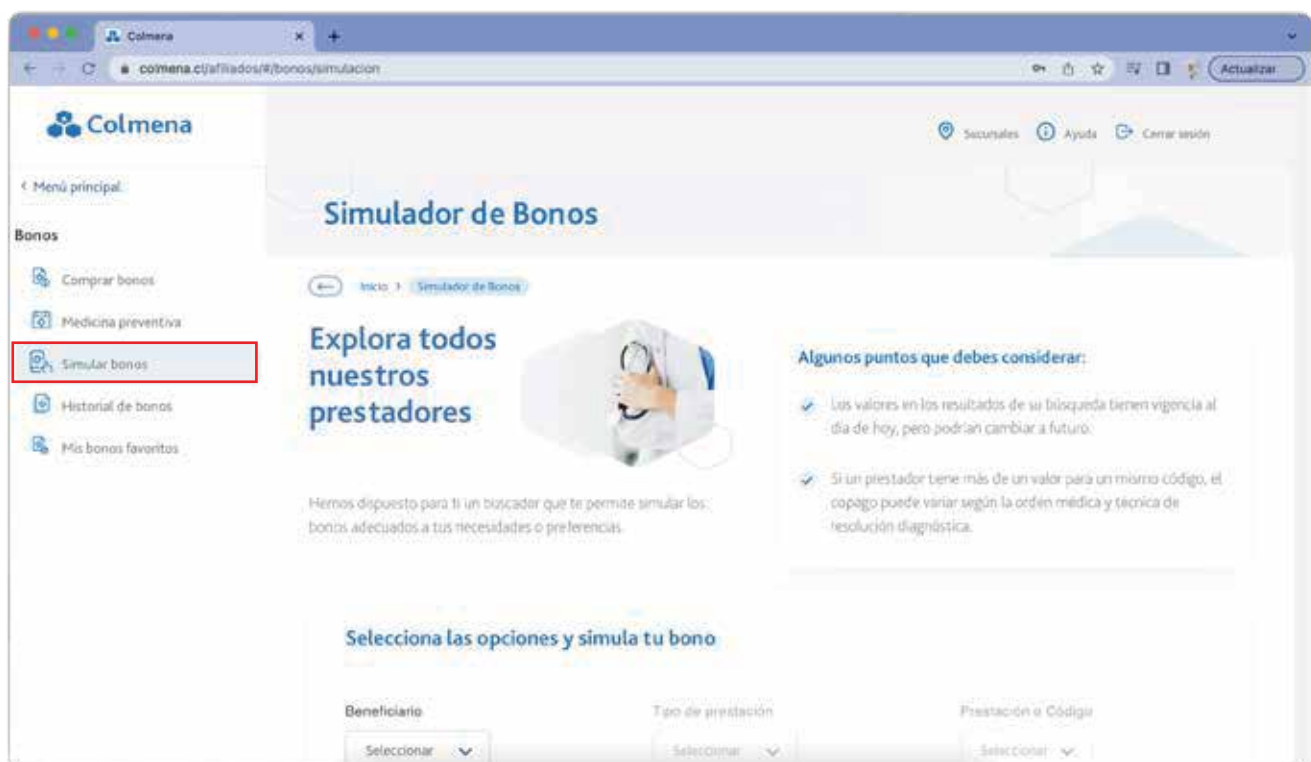 Colmena
colmena.cl/afiliados/#/bonos/simulacion
Actualizar
Colmena
Sucursales
Ayuda
Cerrar sesión
Menú principal
Simulador de Bonos
Bonos
Comprar bonos
Medicina preventiva
Simular bonos
Historial de bonos
Mis bonos favoritos
Inicio > Simulador de Bonos
Explora todos
nuestros
prestadores
Hemos dispuesto para ti un buscador que te permite simular los
bonos adecuados a tus necesidades o preferencias.
Algunos puntos que debes considerar:
Los valores en los resultados de su búsqueda tienen vigencia al
día de hoy, pero podrían cambiar a futuro.
Si un prestador tiene más de un valor para un mismo código, el
copago puede variar según la orden médica y técnica de
resolución diagnóstica.
Selecciona las opciones y simula tu bono
Beneficiario
Seleccionar
Tipo de prestación
Seleccionar
Prestación o Código
Seleccionar